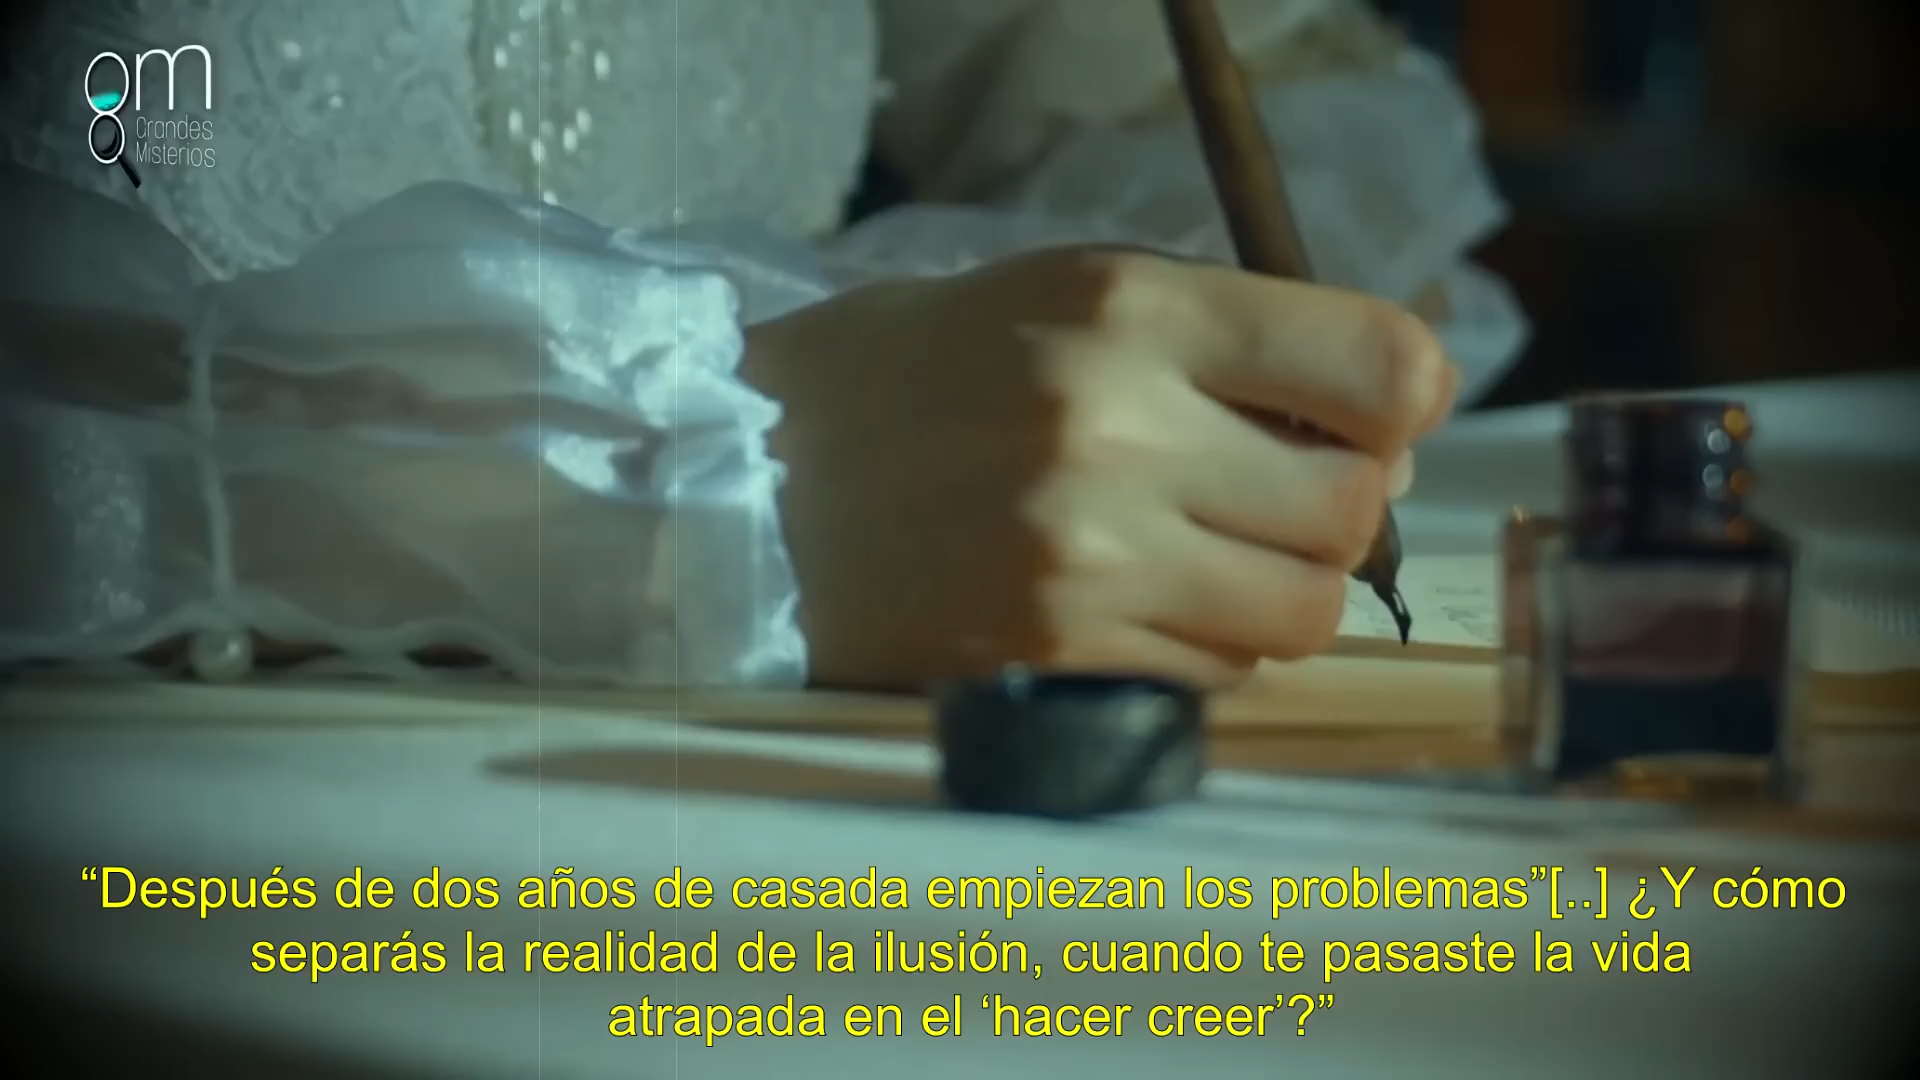 gm
Grandes
Misterios
“Después de dos años de casada empiezan los problemas”[..] ¿Y cómo
separás la realidad de la ilusión, cuando te pasaste la vida
atrapada en el ‘hacer creer’?”